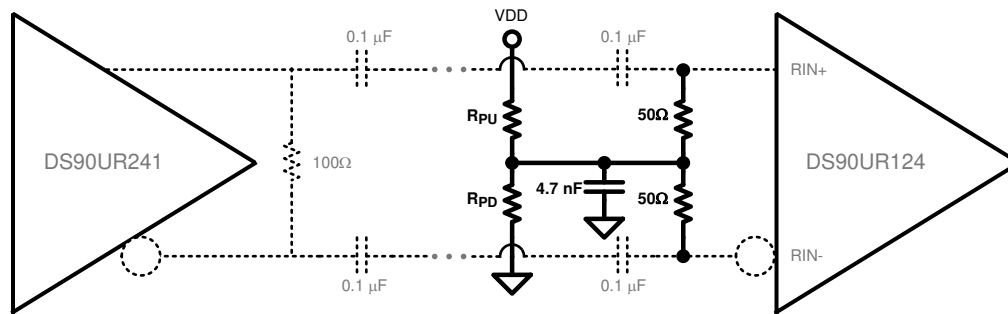 VDD
0.1 μF
0.1 μF
RIN+
RPU
50Ω
DS90UR241
100Ω
DS90UR124
4.7 nF
RPD
50Ω
RIN-
0.1 μF
0.1 μF